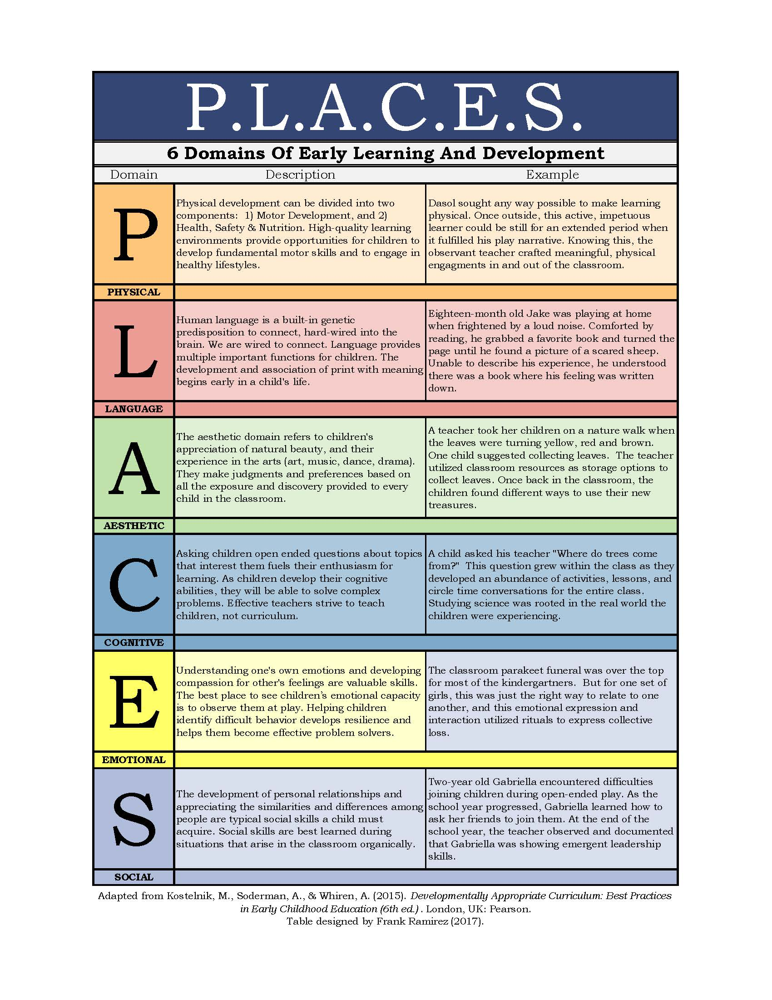 P.L.A.C.E.S.
6 Domains Of Early Learning And Development
Domain Description Example
P
Physical development can be divided into two
components:  1) Motor Development, and 2)
Health, Safety & Nutrition. High-quality learning
environments provide opportunities for children to
develop fundamental motor skills and to engage in
healthy lifestyles.
Dasol sought any way possible to make learning
physical. Once outside, this active, impetuous
learner could be still for an extended period when
it fulfilled his play narrative. Knowing this, the
observant teacher crafted meaningful, physical
engagments in and out of the classroom.
PHYSICAL
L
Human language is a built-in genetic
predisposition to connect, hard-wired into the
brain. We are wired to connect. Language provides
multiple important functions for children. The
development and association of print with meaning
begins early in a child's life.
Eighteen-month old Jake was playing at home
when frightened by a loud noise. Comforted by
reading, he grabbed a favorite book and turned the
page until he found a picture of a scared sheep.
Unable to describe his experience, he understood
there was a book where his feeling was written
down.
LANGUAGE
A
The aesthetic domain refers to children's
appreciation of natural beauty, and their
experience in the arts (art, music, dance, drama).
They make judgments and preferences based on
all the exposure and discovery provided to every
child in the classroom.
A teacher took her children on a nature walk when
the leaves were turning yellow, red and brown.
One child suggested collecting leaves.  The teacher
utilized classroom resources as storage options to
collect leaves. Once back in the classroom, the
children found different ways to use their new
treasures.
AESTHETIC
C
Asking children open ended questions about topics
that interest them fuels their enthusiasm for
learning. As children develop their cognitive
abilities, they will be able to solve complex
problems. Effective teachers strive to teach
children, not curriculum.
A child asked his teacher "Where do trees come
from?"  This question grew within the class as they
developed an abundance of activities, lessons, and
circle time conversations for the entire class.
Studying science was rooted in the real world the
children were experiencing.
COGNITIVE
E
Understanding one's own emotions and developing
compassion for other's feelings are valuable skills.
The best place to see children’s emotional capacity
is to observe them at play. Helping children
identify difficult behavior develops resilience and
helps them become effective problem solvers.
The classroom parakeet funeral was over the top
for most of the kindergartners.  But for one set of
girls, this was just the right way to relate to one
another, and this emotional expression and
interaction utilized rituals to express collective
loss.
EMOTIONAL
S
The development of personal relationships and
appreciating the similarities and differences among
people are typical social skills a child must
acquire. Social skills are best learned during
situations that arise in the classroom organically.
Two-year old Gabriella encountered difficulties
joining children during open-ended play. As the
school year progressed, Gabriella learned how to
ask her friends to join them. At the end of the
school year, the teacher observed and documented
that Gabriella was showing emergent leadership
skills.
SOCIAL
Adapted from Kostelnik, M., Soderman, A., & Whiren, A. (2015). Developmentally Appropriate Curriculum: Best Practices
in Early Childhood Education (6th ed.). London, UK: Pearson.
Table designed by Frank Ramirez (2017).